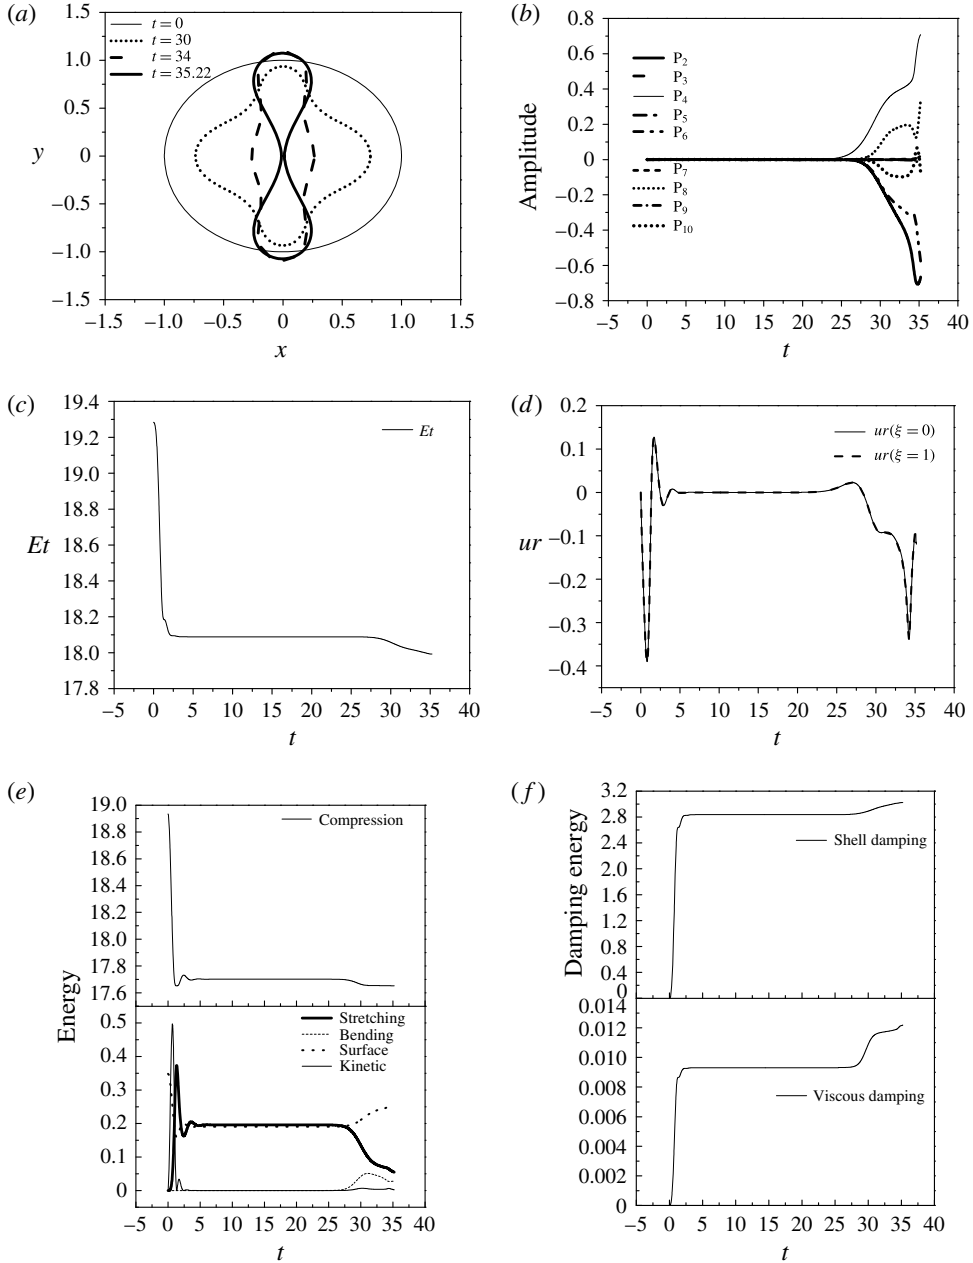 (a)
t = 0
t = 30
t = 34
t = 35.22
1.5
1.0
0.5
0
−0.5
−1.0
−1.5
y
−1.5 −1.0 −0.5 0 0.5 1.0 1.5
x
(b)
0.8
0.6
0.4
0.2
0
−0.2
−0.4
−0.6
−0.8
Amplitude
P2
P3
P4
P5
P6
P7
P8
P9
P10
−5 0 5 10 15 20 25 30 35 40
t
(c)
19.4
19.2
19.0
18.8
18.6
18.4
18.2
18.0
17.8
Et
Et
−5 0 5 10 15 20 25 30 35 40
t
(d)
0.2
0.1
0
−0.1
−0.2
−0.3
−0.4
ur
ur(ξ = 0)
ur(ξ = 1)
−5 0 5 10 15 20 25 30 35 40
t
(e)
19.0
18.8
18.6
18.4
18.2
18.0
17.8
17.6
Compression
Energy
0.5
0.4
0.3
0.2
0.1
0
Stretching
Bending
Surface
Kinetic
−5 0 5 10 15 20 25 30 35 40
t
(f)
3.2
2.8
2.4
2.0
1.6
1.2
0.8
0.4
0
Shell damping
Damping energy
0.014
0.012
0.010
0.008
0.006
0.004
0.002
0
Viscous damping
−5 0 5 10 15 20 25 30 35 40
t